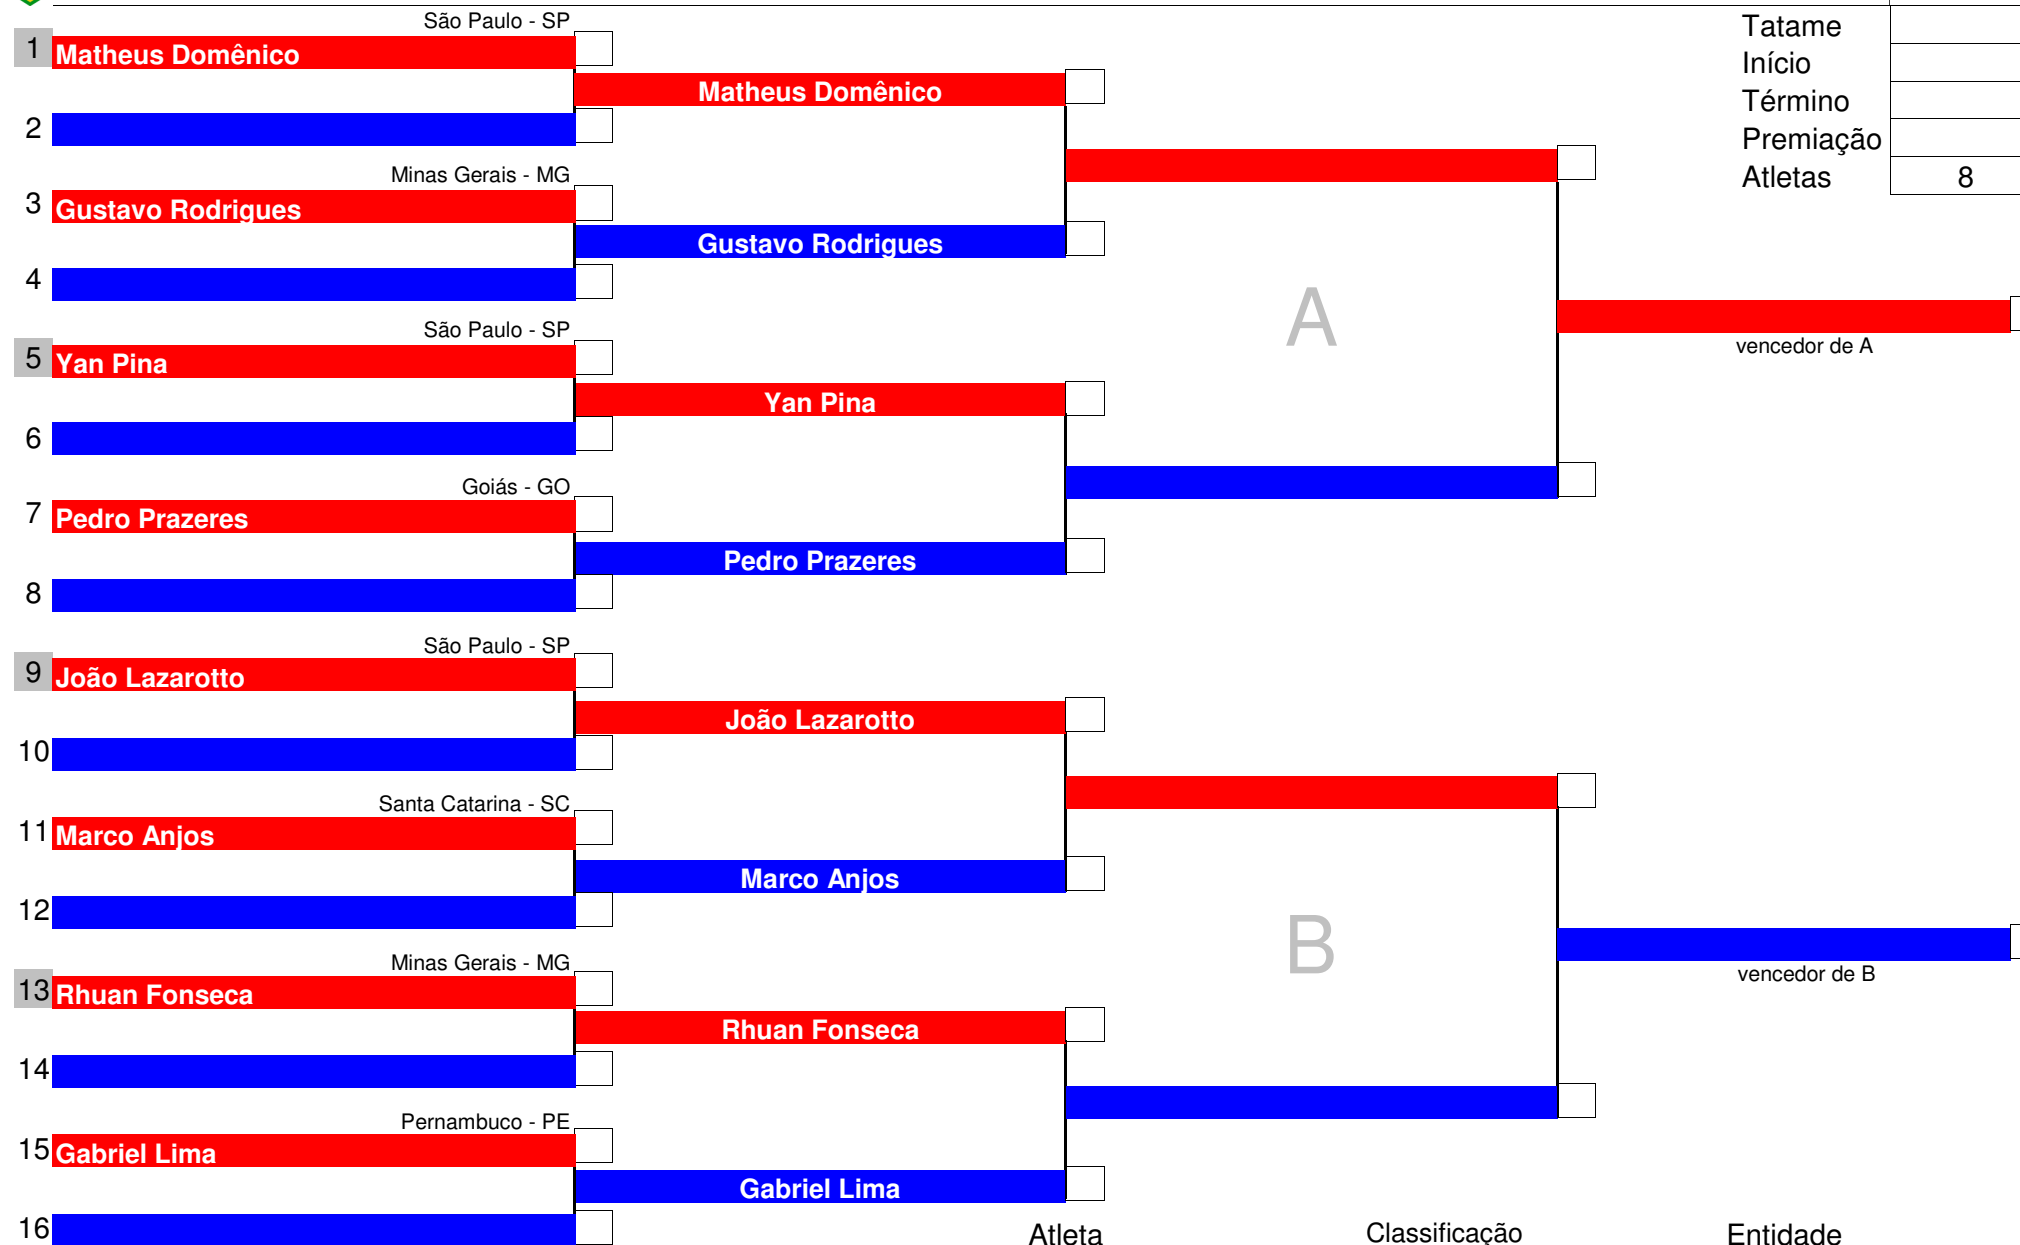 São Paulo - SP
1 Matheus Domênico
Matheus Domênico
2
Minas Gerais - MG
3 Gustavo Rodrigues
Gustavo Rodrigues
4
São Paulo - SP
5 Yan Pina
Yan Pina
6
Goiás - GO
7 Pedro Prazeres
Pedro Prazeres
8
São Paulo - SP
9 João Lazarotto
João Lazarotto
10
Santa Catarina - SC
11 Marco Anjos
Marco Anjos
12
Minas Gerais - MG
13 Rhuan Fonseca
Rhuan Fonseca
14
Pernambuco - PE
15 Gabriel Lima
Gabriel Lima
16
A
B
vencedor de A
vencedor de B
Tatame
Início
Término
Premiação
Atletas 8
Atleta Classificação Entidade